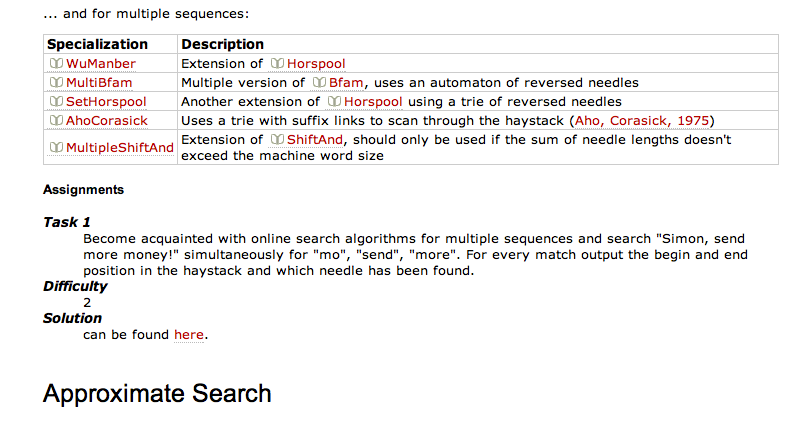 ... and for multiple sequences:
Specialization Description
WuManber Extension of Horspool
MultiBfam Multiple version of Bfam, uses an automaton of reversed needles
SetHorspool Another extension of Horspool using a trie of reversed needles
AhoCorasick Uses a trie with suffix links to scan through the haystack (Aho, Corasick, 1975)
MultipleShiftAnd Extension of ShiftAnd, should only be used if the sum of needle lengths doesn't
exceed the machine word size
Assignments
Task 1
Become acquainted with online search algorithms for multiple sequences and search "Simon, send
more money!" simultaneously for "mo", "send", "more". For every match output the begin and end
position in the haystack and which needle has been found.
Difficulty
2
Solution
can be found here.
Approximate Search